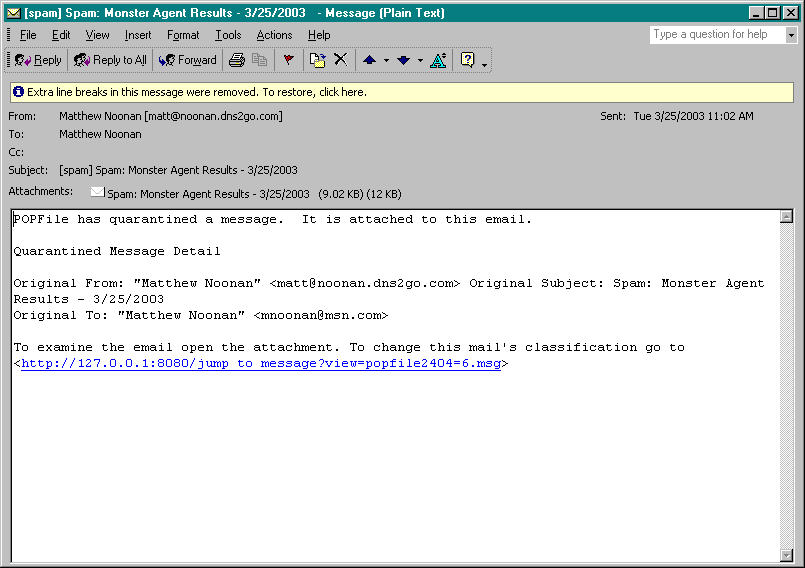 [spam] Spam: Monster Agent Results - 3/25/2003   - Message (Plain Text)
File Edit View Insert Format Tools Actions Help
Type a question for help
Reply Reply to All Forward
Extra line breaks in this message were removed. To restore, click here.
From: Matthew Noonan [matt@noonan.dns2go.com] Sent: Tue 3/25/2003 11:02 AM
To: Matthew Noonan
Cc:
Subject: [spam] Spam: Monster Agent Results - 3/25/2003
Attachments: Spam: Monster Agent Results - 3/25/2003 (9.02 KB) (12 KB)
POPFile has quarantined a message.  It is attached to this email.
Quarantined Message Detail
Original From: "Matthew Noonan" <matt@noonan.dns2go.com> Original Subject: Spam: Monster Agent
Results - 3/25/2003
Original To: "Matthew Noonan" <mnoonan@msn.com>
To examine the email open the attachment. To change this mail's classification go to
<http://127.0.0.1:8080/jump to message?view=popfile2404=6.msg>